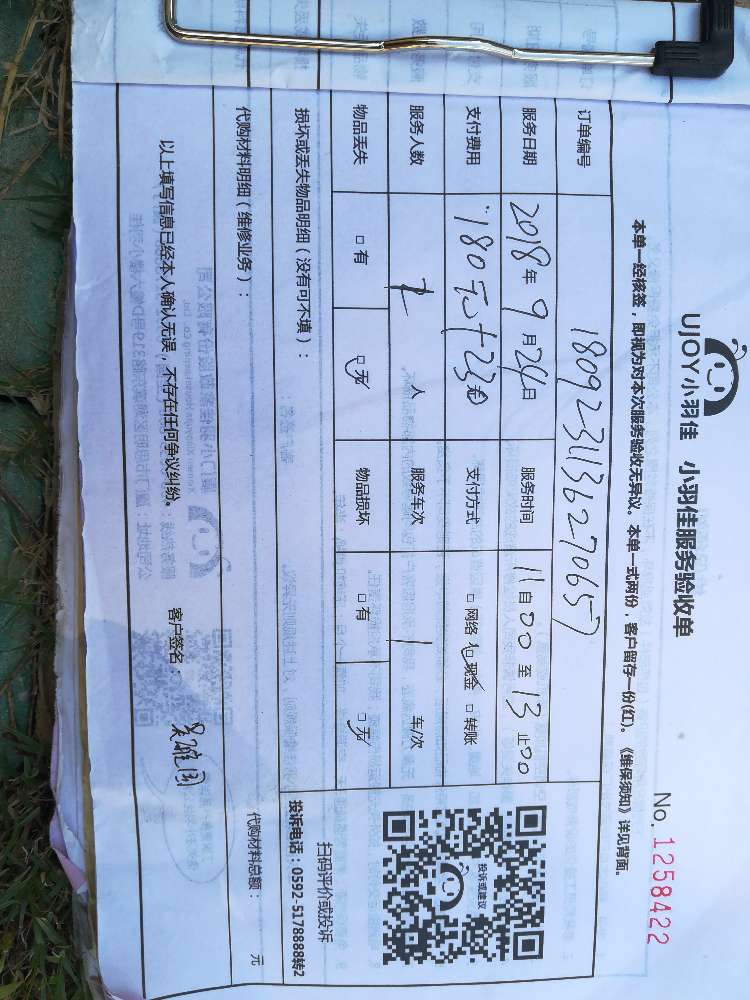 UJOY小羽佳 小羽佳服务验收单
No. 1258422
本单一经核签，即视为对本次服务验收无异议。本单一式两份，客户留存一份(红)。《维保须知》详见背面。
订单编号 1809231136270657
服务日期 2018年9月24日 服务时间 11自00至13止00
支付费用 180元+23元 支付方式 □网络 □现金 □转账
服务人数 人 服务车次 1 车/次
物品丢失 □有 □无 物品损坏 □有 □无
投诉或建议
扫码评价或投诉
投诉电话：0592-5178888转2
损坏或丢失物品明细（没有可不填）：
代购材料明细（维修业务）： 代购材料总额： 元
以上填写信息已经本人确认无误，不存在任何争议纠纷。 客户签名：